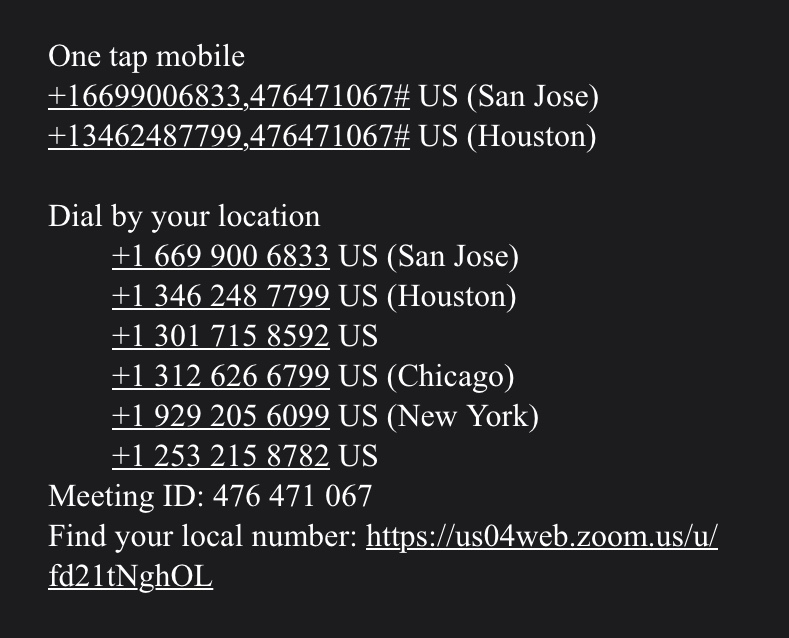 One tap mobile
+16699006833,476471067# US (San Jose)
+13462487799,476471067# US (Houston)
Dial by your location
+1 669 900 6833 US (San Jose)
+1 346 248 7799 US (Houston)
+1 301 715 8592 US
+1 312 626 6799 US (Chicago)
+1 929 205 6099 US (New York)
+1 253 215 8782 US
Meeting ID: 476 471 067
Find your local number: https://us04web.zoom.us/u/
fd21tNghOL